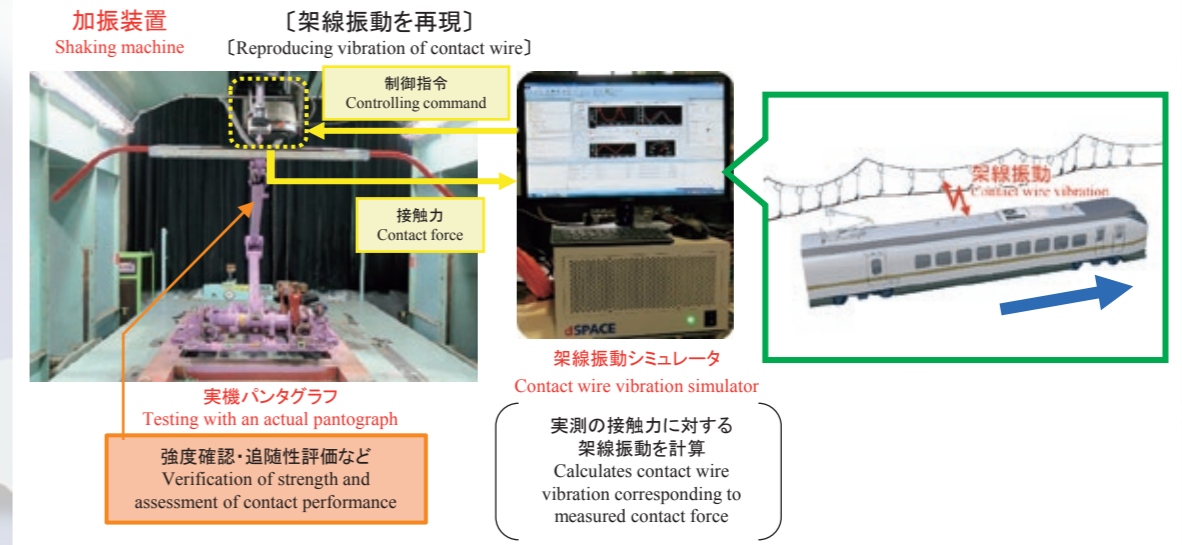 加振装置
Shaking machine
〔架線振動を再現〕
〔Reproducing vibration of contact wire〕
制御指令
Controlling command
接触力
Contact force
架線振動
Contact wire vibration
dSPACE
実機パンタグラフ
Testing with an actual pantograph
強度確認・追随性評価など
Verification of strength and
assessment of contact performance
架線振動シミュレータ
Contact wire vibration simulator
実測の接触力に対する
架線振動を計算
Calculates contact wire
vibration corresponding to
measured contact force